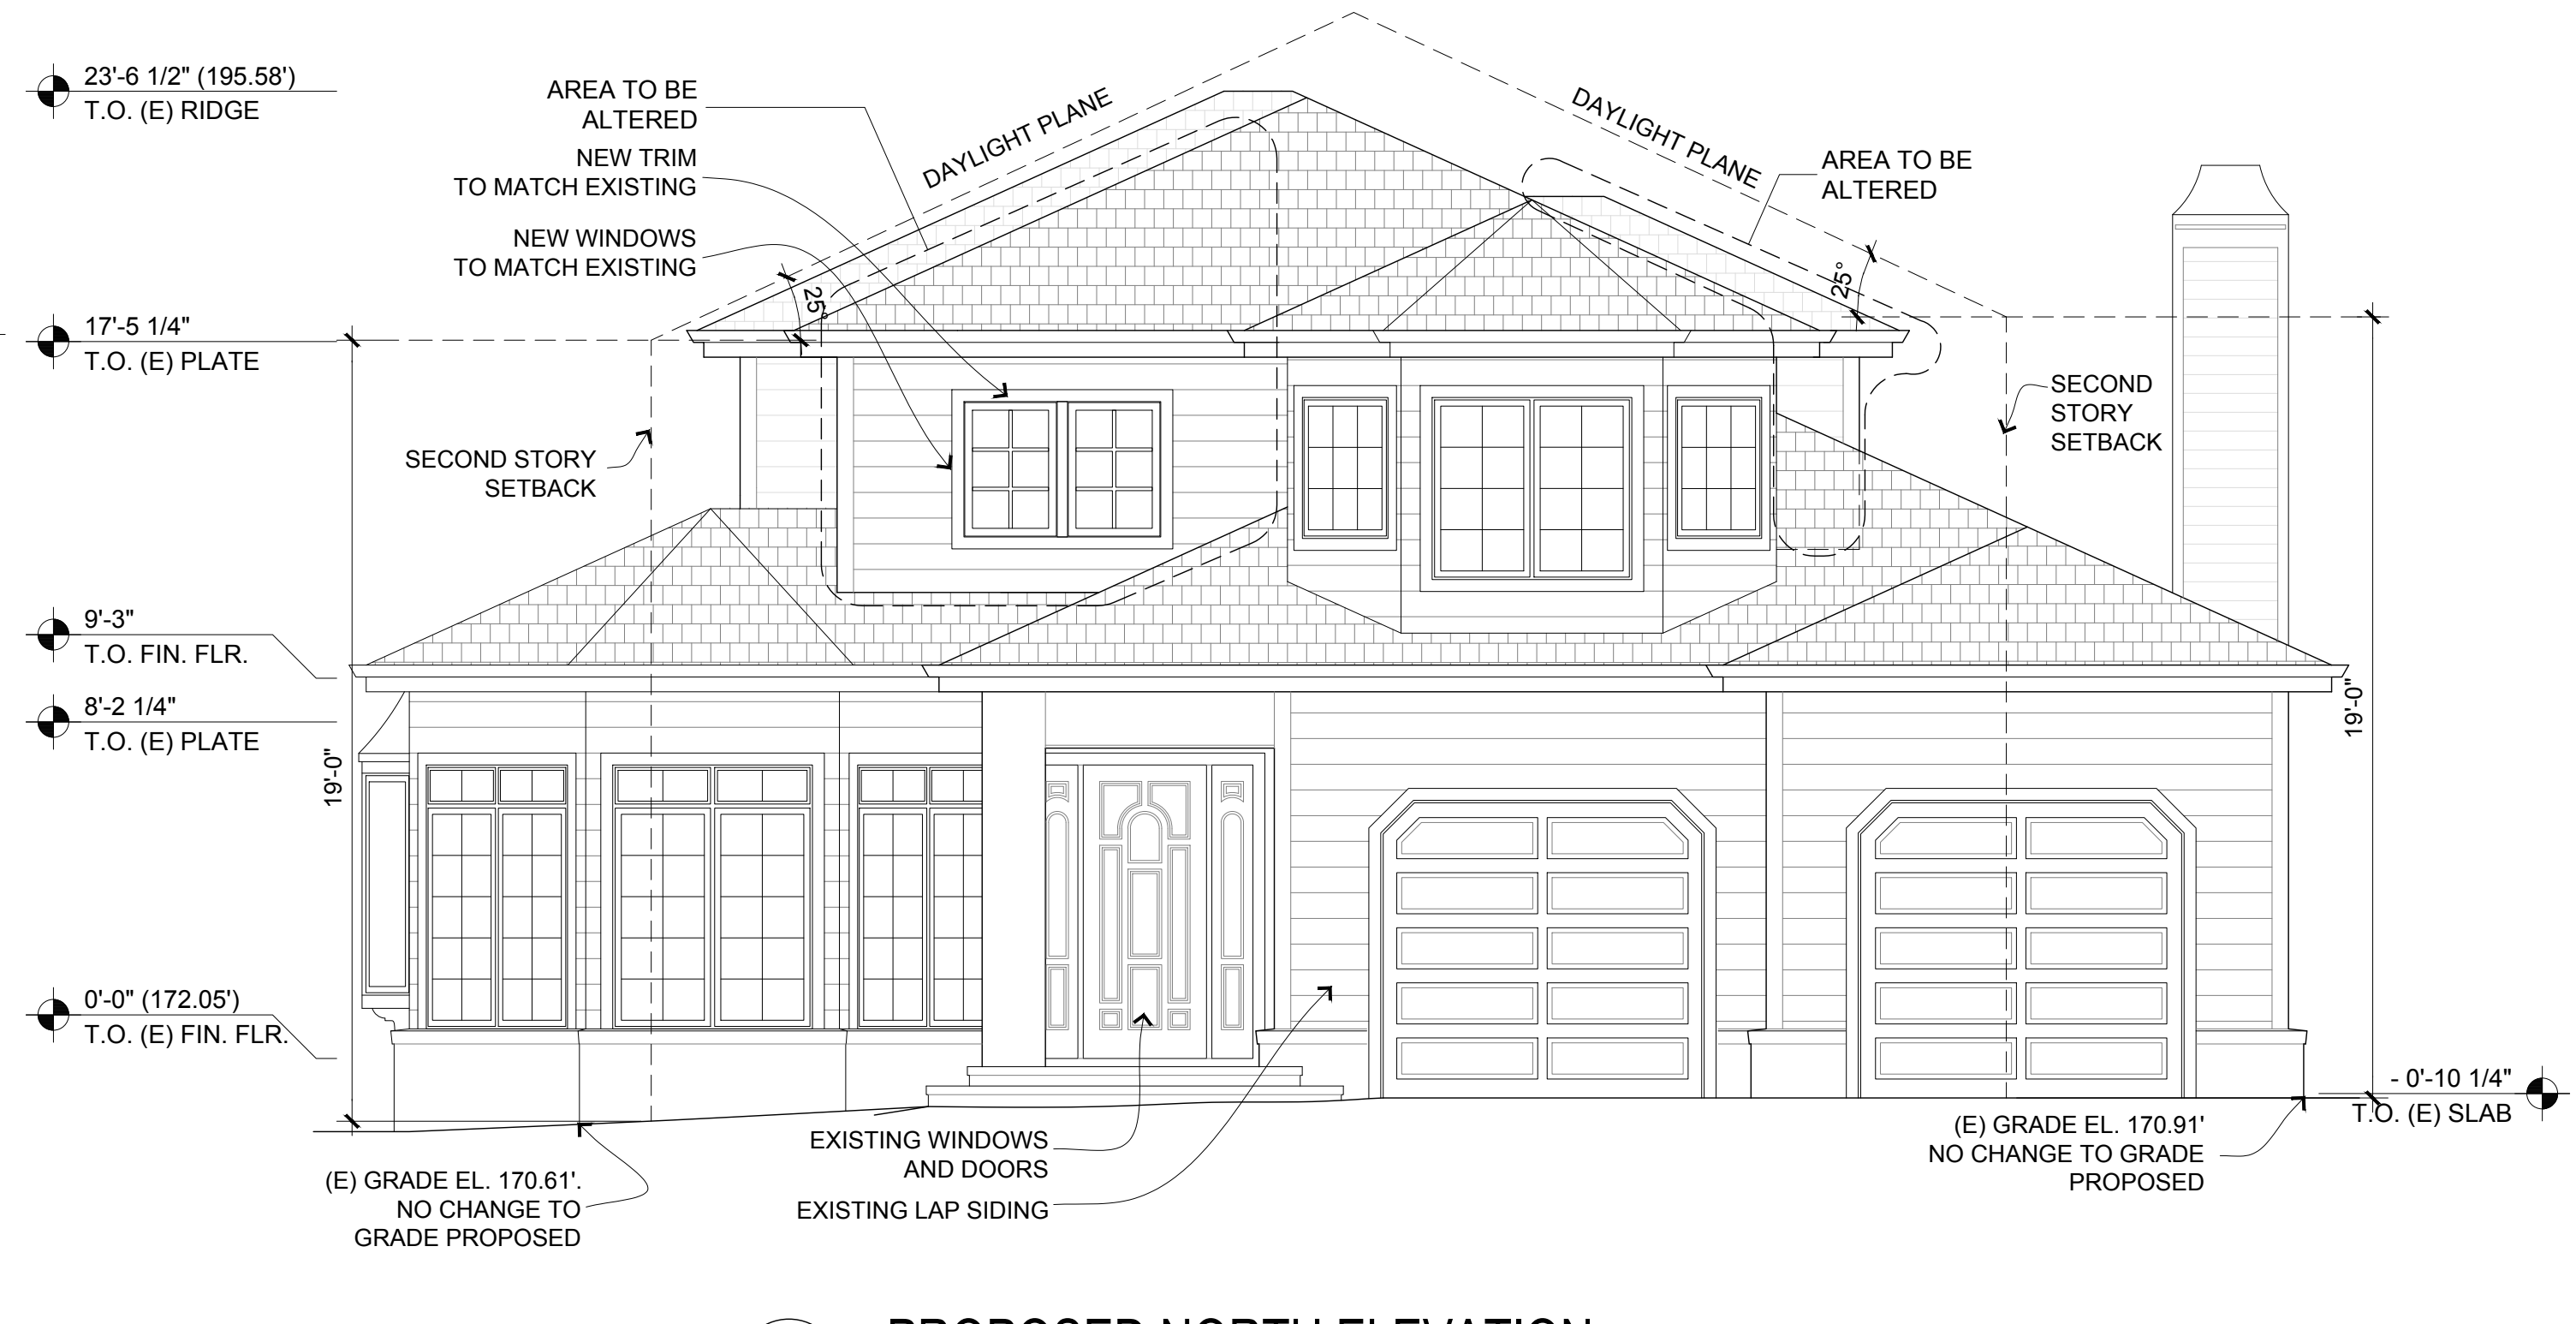 23'-6 1/2" (195.58')
T.O. (E) RIDGE
17'-5 1/4"
T.O. (E) PLATE
9'-3"
T.O. FIN. FLR.
8'-2 1/4"
T.O. (E) PLATE
0'-0" (172.05')
T.O. (E) FIN. FLR.
AREA TO BE
ALTERED
NEW TRIM
TO MATCH EXISTING
NEW WINDOWS
TO MATCH EXISTING
DAYLIGHT PLANE
DAYLIGHT PLANE
AREA TO BE
ALTERED
25°
25°
SECOND STORY
SETBACK
SECOND
STORY
SETBACK
19'-0"
19'-0"
- 0'-10 1/4"
T.O. (E) SLAB
(E) GRADE EL. 170.61'.
NO CHANGE TO
GRADE PROPOSED
EXISTING WINDOWS
AND DOORS
EXISTING LAP SIDING
(E) GRADE EL. 170.91'
NO CHANGE TO GRADE
PROPOSED
PROPOSED NORTH ELEVATION